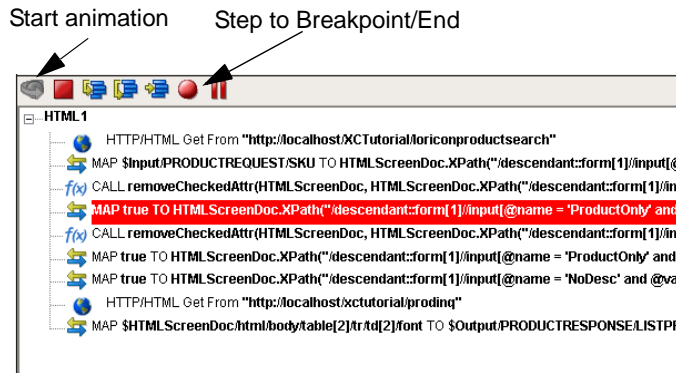 Start animation
Step to Breakpoint/End
HTML1
HTTP/HTML Get From "http://localhost/XCTutorial/loriconproductsearch"
MAP $Input/PRODUCTREQUEST/SKU TO HTMLScreenDoc.XPath("/descendant::form[1]//input[@
f(x) CALL removeCheckedAttr(HTMLScreenDoc, HTMLScreenDoc.XPath("/descendant::form[1]//in
MAP true TO HTMLScreenDoc.XPath("/descendant::form[1]//input[@name = 'ProductOnly' and
f(x) CALL removeCheckedAttr(HTMLScreenDoc, HTMLScreenDoc.XPath("/descendant::form[1]//in
MAP true TO HTMLScreenDoc.XPath("/descendant::form[1]//input[@name = 'ProductOnly' and
MAP true TO HTMLScreenDoc.XPath("/descendant::form[1]//input[@name = 'NoDesc' and @va
HTTP/HTML Get From "http://localhost/xctutorial/prodinq"
MAP $HTMLScreenDoc/html/body/table[2]/tr/td[2]/font TO $Output/PRODUCTRESPONSE/LISTPR